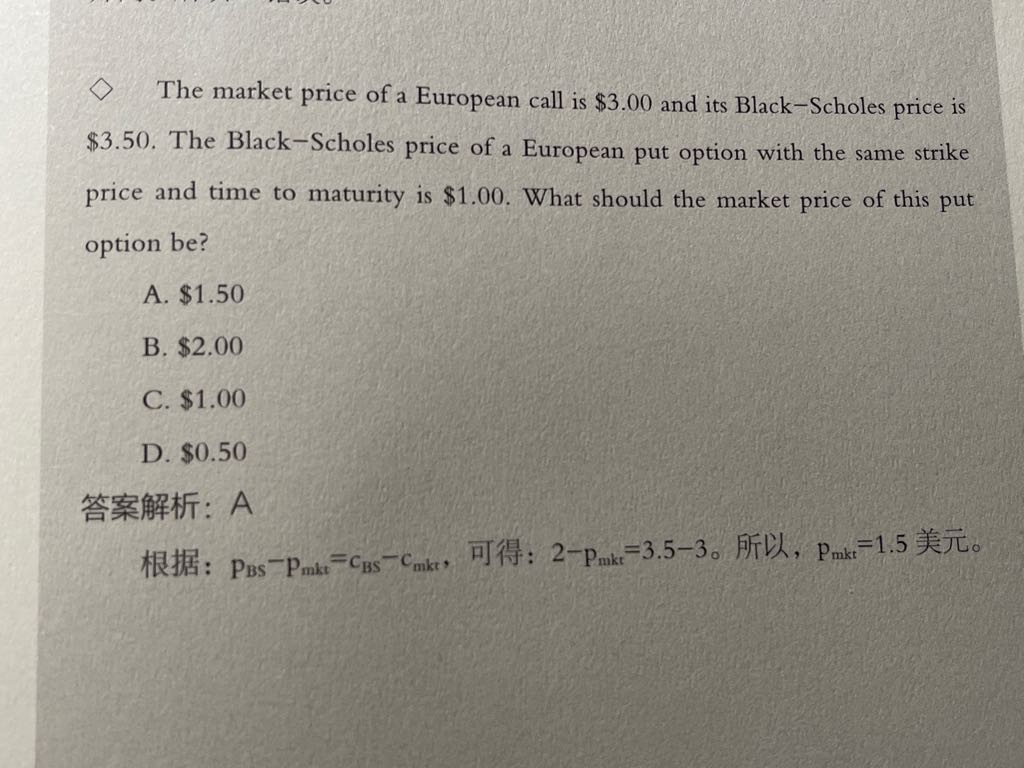 ◇ The market price of a European call is $3.00 and its Black-Scholes price is
$3.50. The Black-Scholes price of a European put option with the same strike
price and time to maturity is $1.00. What should the market price of this put
option be?
A. $1.50
B. $2.00
C. $1.00
D. $0.50
答案解析：A
根据：pBS-pmkt=cBS-cmkt，可得：2-pmkt=3.5-3。所以，pmkt=1.5 美元。